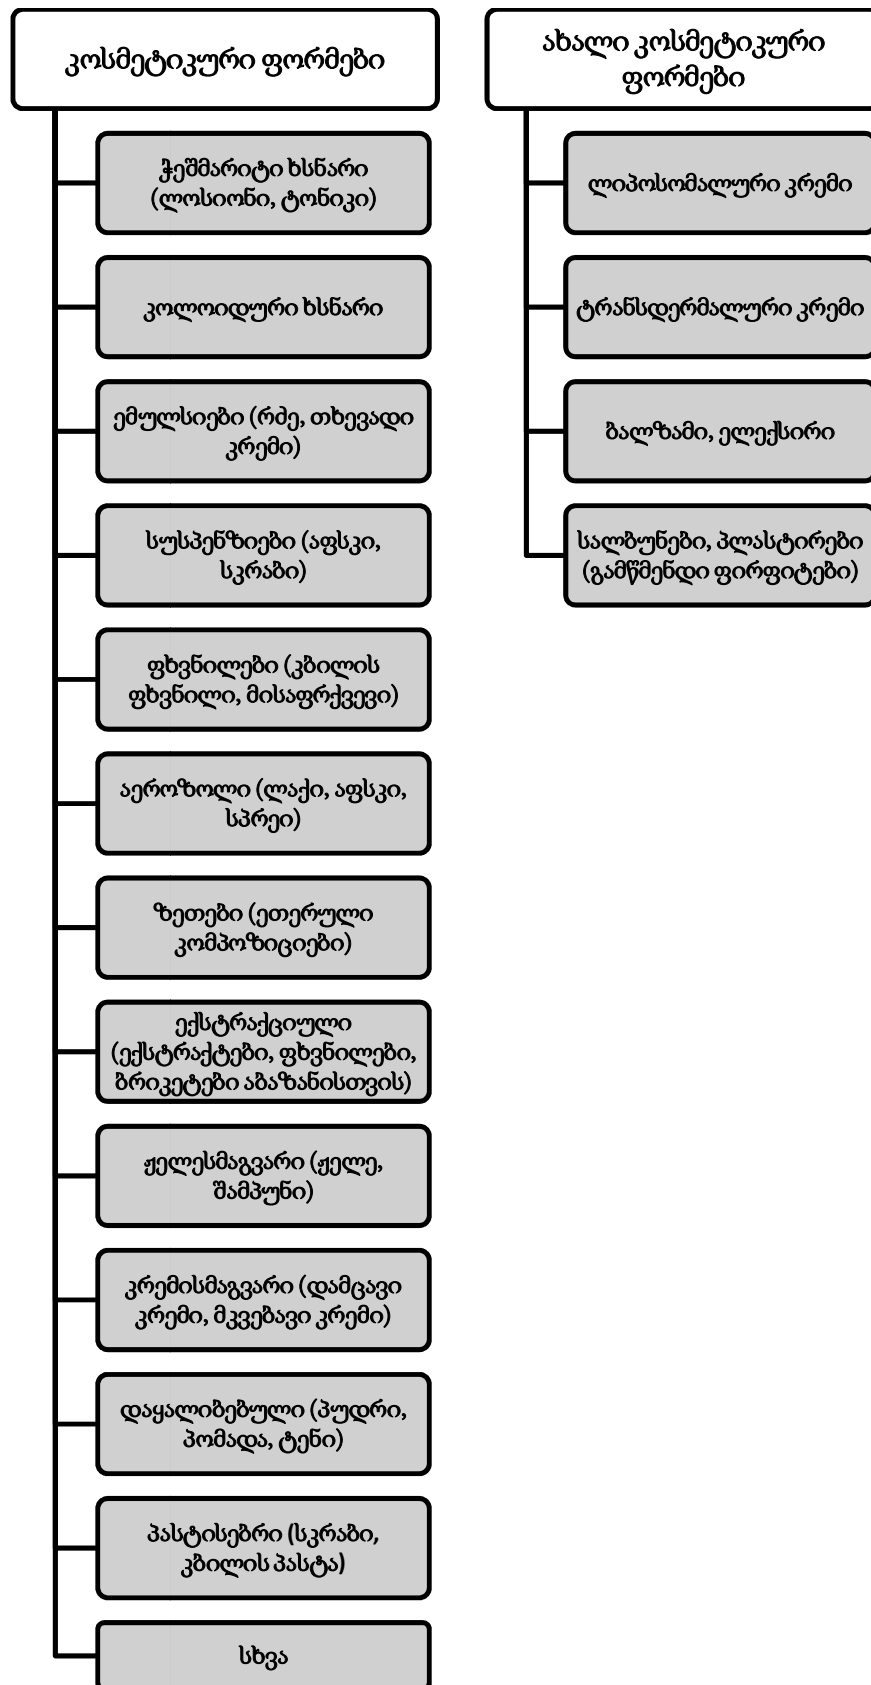 კოსმეტიკური ფორმები
ჭეშმარიტი ხსნარი
(ლოსიონი, ტონიკი)
კოლოიდური ხსნარი
ემულსიები (რძე, თხევადი
კრემი)
სუსპენზიები (აფსკი,
სკრაბი)
ფხვნილები (კბილის
ფხვნილი, მისაფრქვევი)
აეროზოლი (ლაქი, აფსკი,
სპრეი)
ზეთები (ეთერული
კომპოზიციები)
ექსტრაქციული
(ექსტრაქტები, ფხვნილები,
ბრიკეტები აბაზანისთვის)
ჟელესმაგვარი (ჟელე,
შამპუნი)
კრემისმაგვარი (დამცავი
კრემი, მკვებავი კრემი)
დაყალიბებული (პუდრი,
პომადა, ტენი)
პასტისებრი (სკრაბი,
კბილის პასტა)
სხვა
ახალი კოსმეტიკური
ფორმები
ლიპოსომალური კრემი
ტრანსდერმალური კრემი
ბალზამი, ელექსირი
სალბუნები, პლასტირები
(გამწმენდი ფირფიტები)